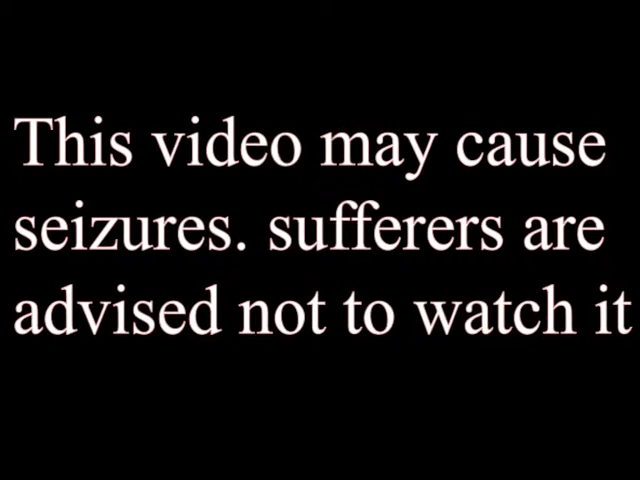 This video may cause
seizures. sufferers are
advised not to watch it